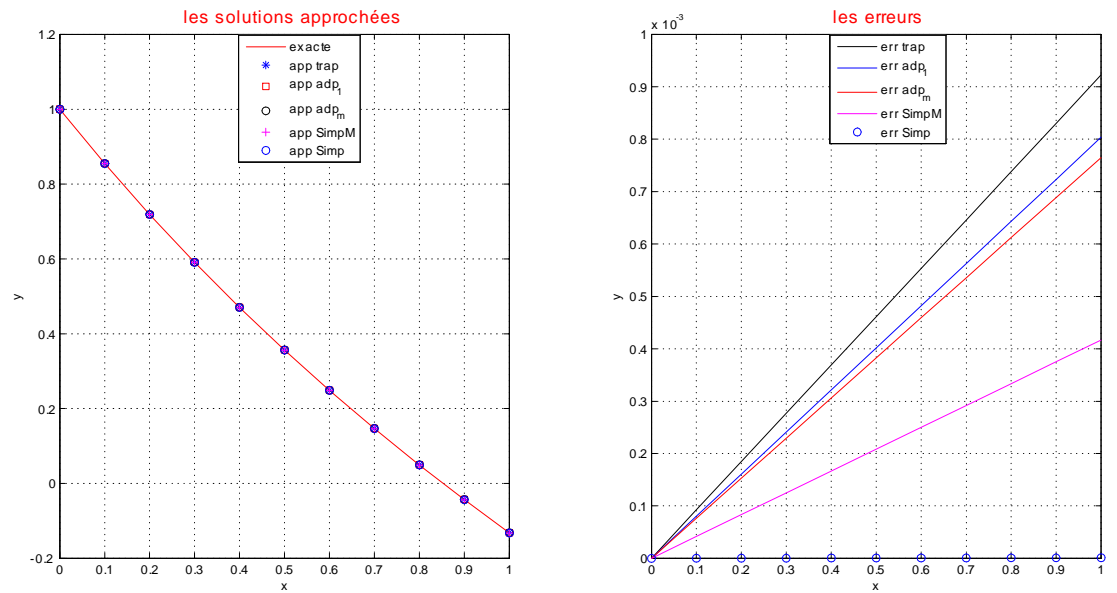 les solutions approchées
1.2
1
0.8
0.6
0.4
0.2
0
-0.2
y
0 0.1 0.2 0.3 0.4 0.5 0.6 0.7 0.8 0.9 1
x
exacte
app trap
app adp_1
app adp_m
app SimpM
app Simp
les erreurs
x 10^-3
1
0.9
0.8
0.7
0.6
0.5
0.4
0.3
0.2
0.1
0
y
0 0.1 0.2 0.3 0.4 0.5 0.6 0.7 0.8 0.9 1
x
err trap
err adp_1
err adp_m
err SimpM
err Simp